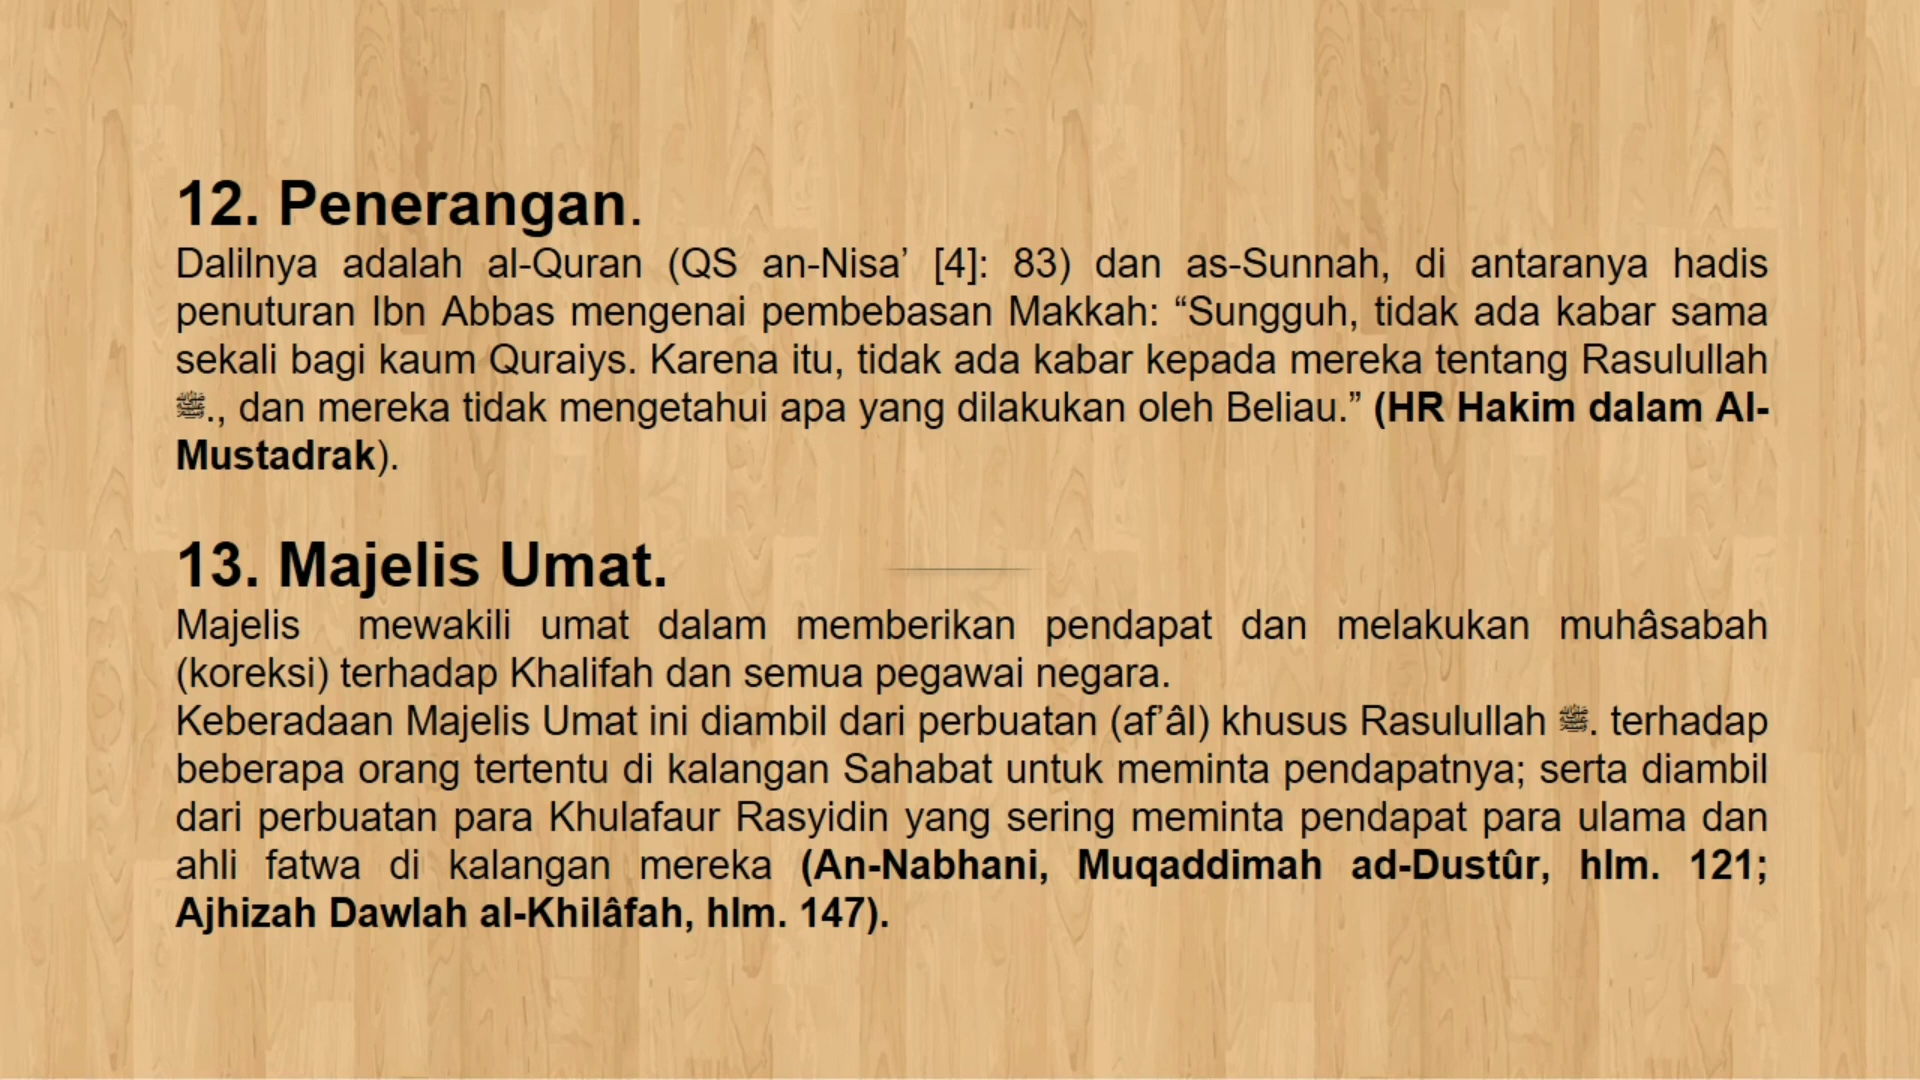 12. Penerangan.
Dalilnya adalah al-Quran (QS an-Nisa’ [4]: 83) dan as-Sunnah, di antaranya hadis
penuturan Ibn Abbas mengenai pembebasan Makkah: “Sungguh, tidak ada kabar sama
sekali bagi kaum Quraiys. Karena itu, tidak ada kabar kepada mereka tentang Rasulullah
ﷺ., dan mereka tidak mengetahui apa yang dilakukan oleh Beliau.” (HR Hakim dalam Al-
Mustadrak).
13. Majelis Umat.
Majelis mewakili umat dalam memberikan pendapat dan melakukan muhâsabah
(koreksi) terhadap Khalifah dan semua pegawai negara.
Keberadaan Majelis Umat ini diambil dari perbuatan (af’âl) khusus Rasulullah ﷺ. terhadap
beberapa orang tertentu di kalangan Sahabat untuk meminta pendapatnya; serta diambil
dari perbuatan para Khulafaur Rasyidin yang sering meminta pendapat para ulama dan
ahli fatwa di kalangan mereka (An-Nabhani, Muqaddimah ad-Dustûr, hlm. 121;
Ajhizah Dawlah al-Khilâfah, hlm. 147).